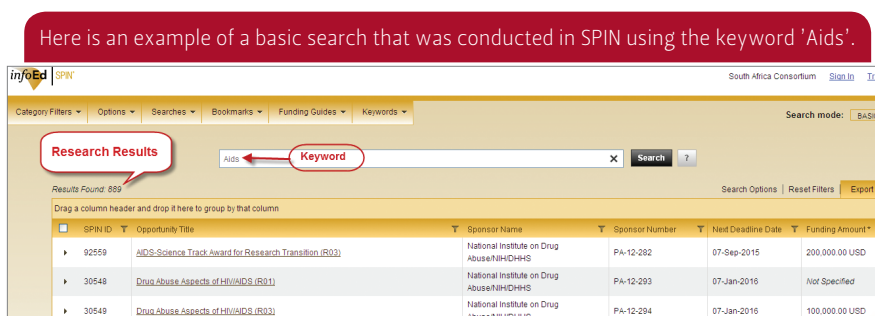 Here is an example of a basic search that was conducted in SPIN using the keyword 'Aids'.
infoEd SPIN
South Africa Consortium Sign In
Category Filters Options Searches Bookmarks Funding Guides Keywords
Search mode:
Research Results
Aids Keyword X Search ?
Results Found: 889
Search Options | Reset Filters Export
Drag a column header and drop it here to group by that column
SPIN ID Opportunity Title Sponsor Name Sponsor Number Next Deadline Date Funding Amount*
92559 AIDS-Science Track Award for Research Transition (R03) National Institute on Drug Abuse/NIH/DHHS PA-12-282 07-Sep-2015 200,000.00 USD
30548 Drug Abuse Aspects of HIV/AIDS (R01) National Institute on Drug Abuse/NIH/DHHS PA-12-293 07-Jan-2016 Not Specified
30549 Drug Abuse Aspects of HIV/AIDS (R03) National Institute on Drug Abuse/NIH/DHHS PA-12-294 07-Jan-2016 100,000.00 USD